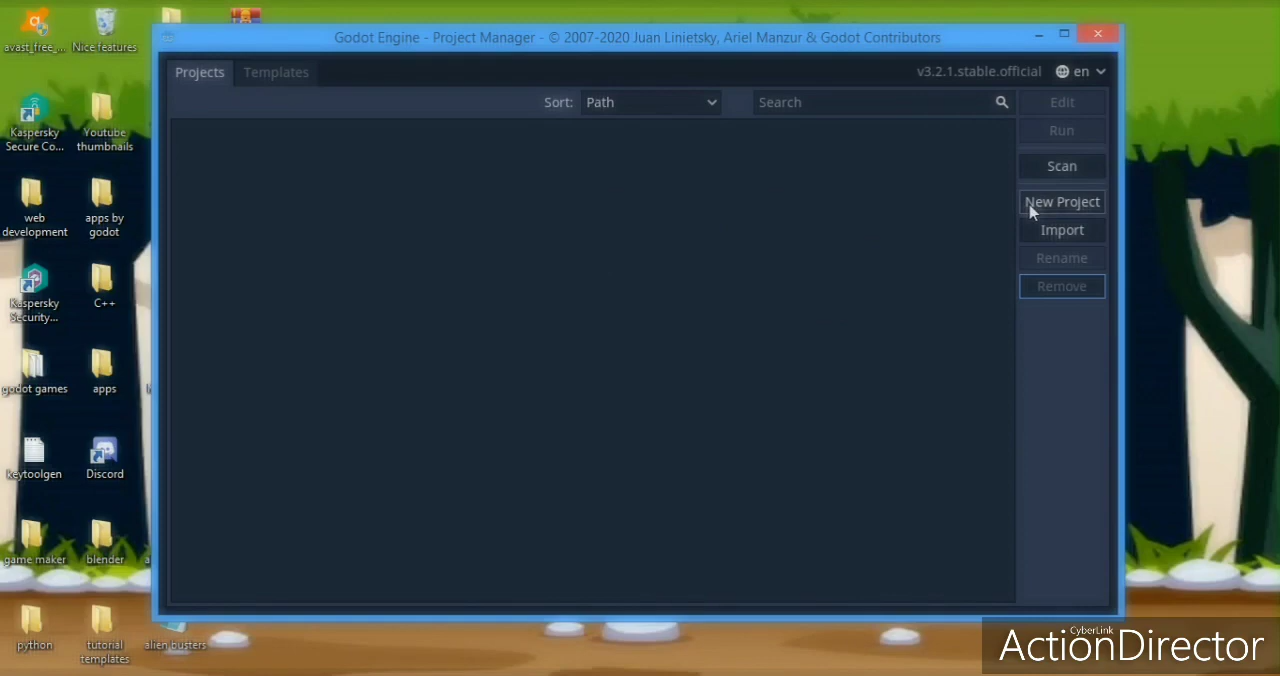 Godot Engine - Project Manager - © 2007-2020 Juan Linietsky, Ariel Manzur & Godot Contributors
Projects
Templates
v3.2.1.stable.official
en
Sort:
Path
Search
Edit
Run
Scan
New Project
Import
Rename
Remove
avast_free_...
Nice features
Kaspersky
Secure Co...
Youtube
thumbnails
web
development
apps by
godot
Kaspersky
Security...
C++
godot games
apps
keytoolgen
Discord
game maker
blender
python
tutorial
templates
alien busters
CyberLink
ActionDirector